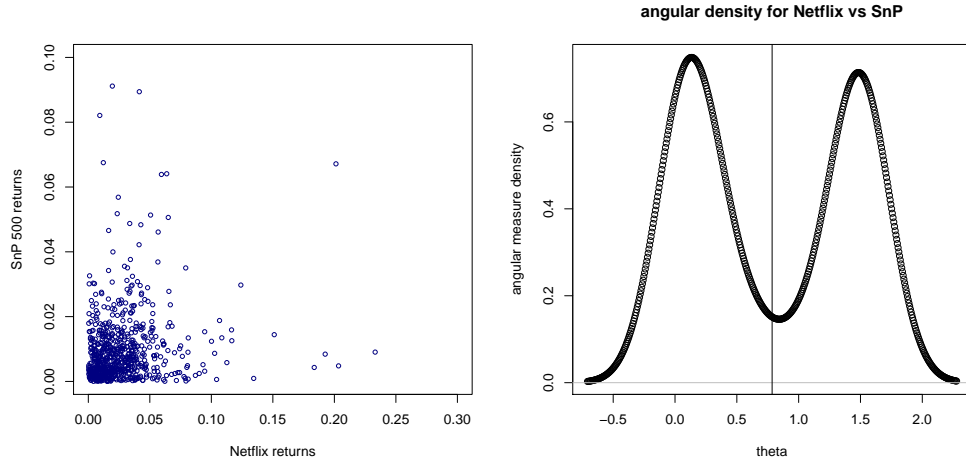 angular density for Netflix vs SnP
SnP 500 returns
0.10
0.08
0.06
0.04
0.02
0.00
0.00 0.05 0.10 0.15 0.20 0.25 0.30
Netflix returns
angular measure density
0.6
0.4
0.2
0.0
−0.5 0.0 0.5 1.0 1.5 2.0
theta